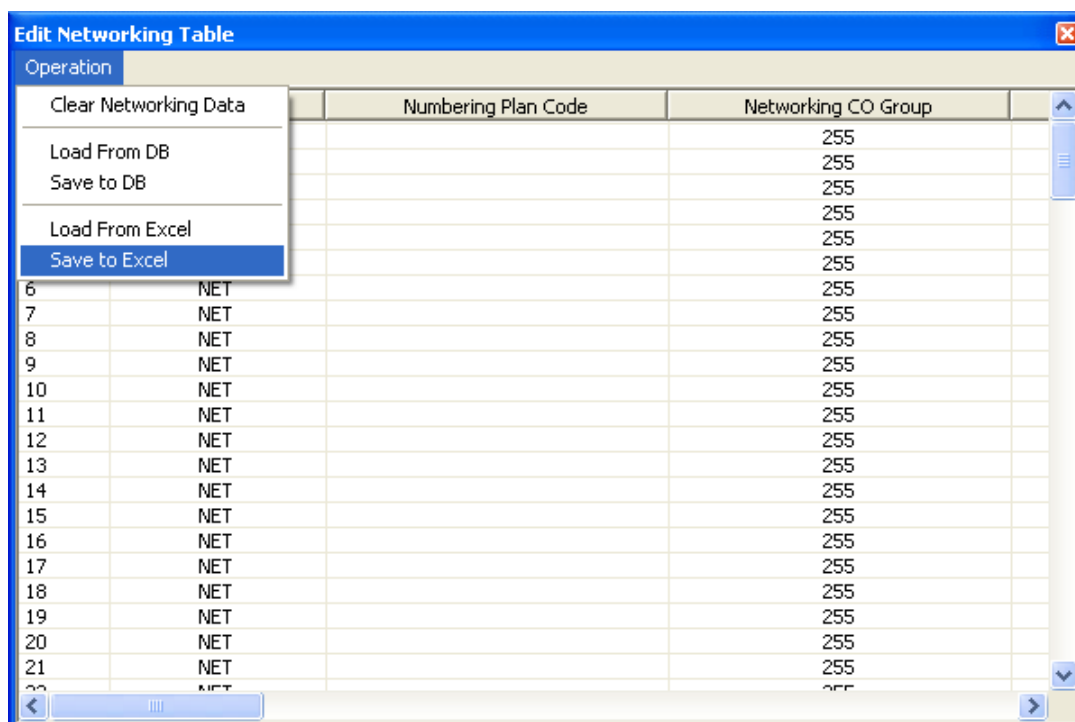 Edit Networking Table
Operation
Clear Networking Data
Load From DB
Save to DB
Load From Excel
Save to Excel
Numbering Plan Code Networking CO Group
255
255
255
255
255
255
6 NET 255
7 NET 255
8 NET 255
9 NET 255
10 NET 255
11 NET 255
12 NET 255
13 NET 255
14 NET 255
15 NET 255
16 NET 255
17 NET 255
18 NET 255
19 NET 255
20 NET 255
21 NET 255